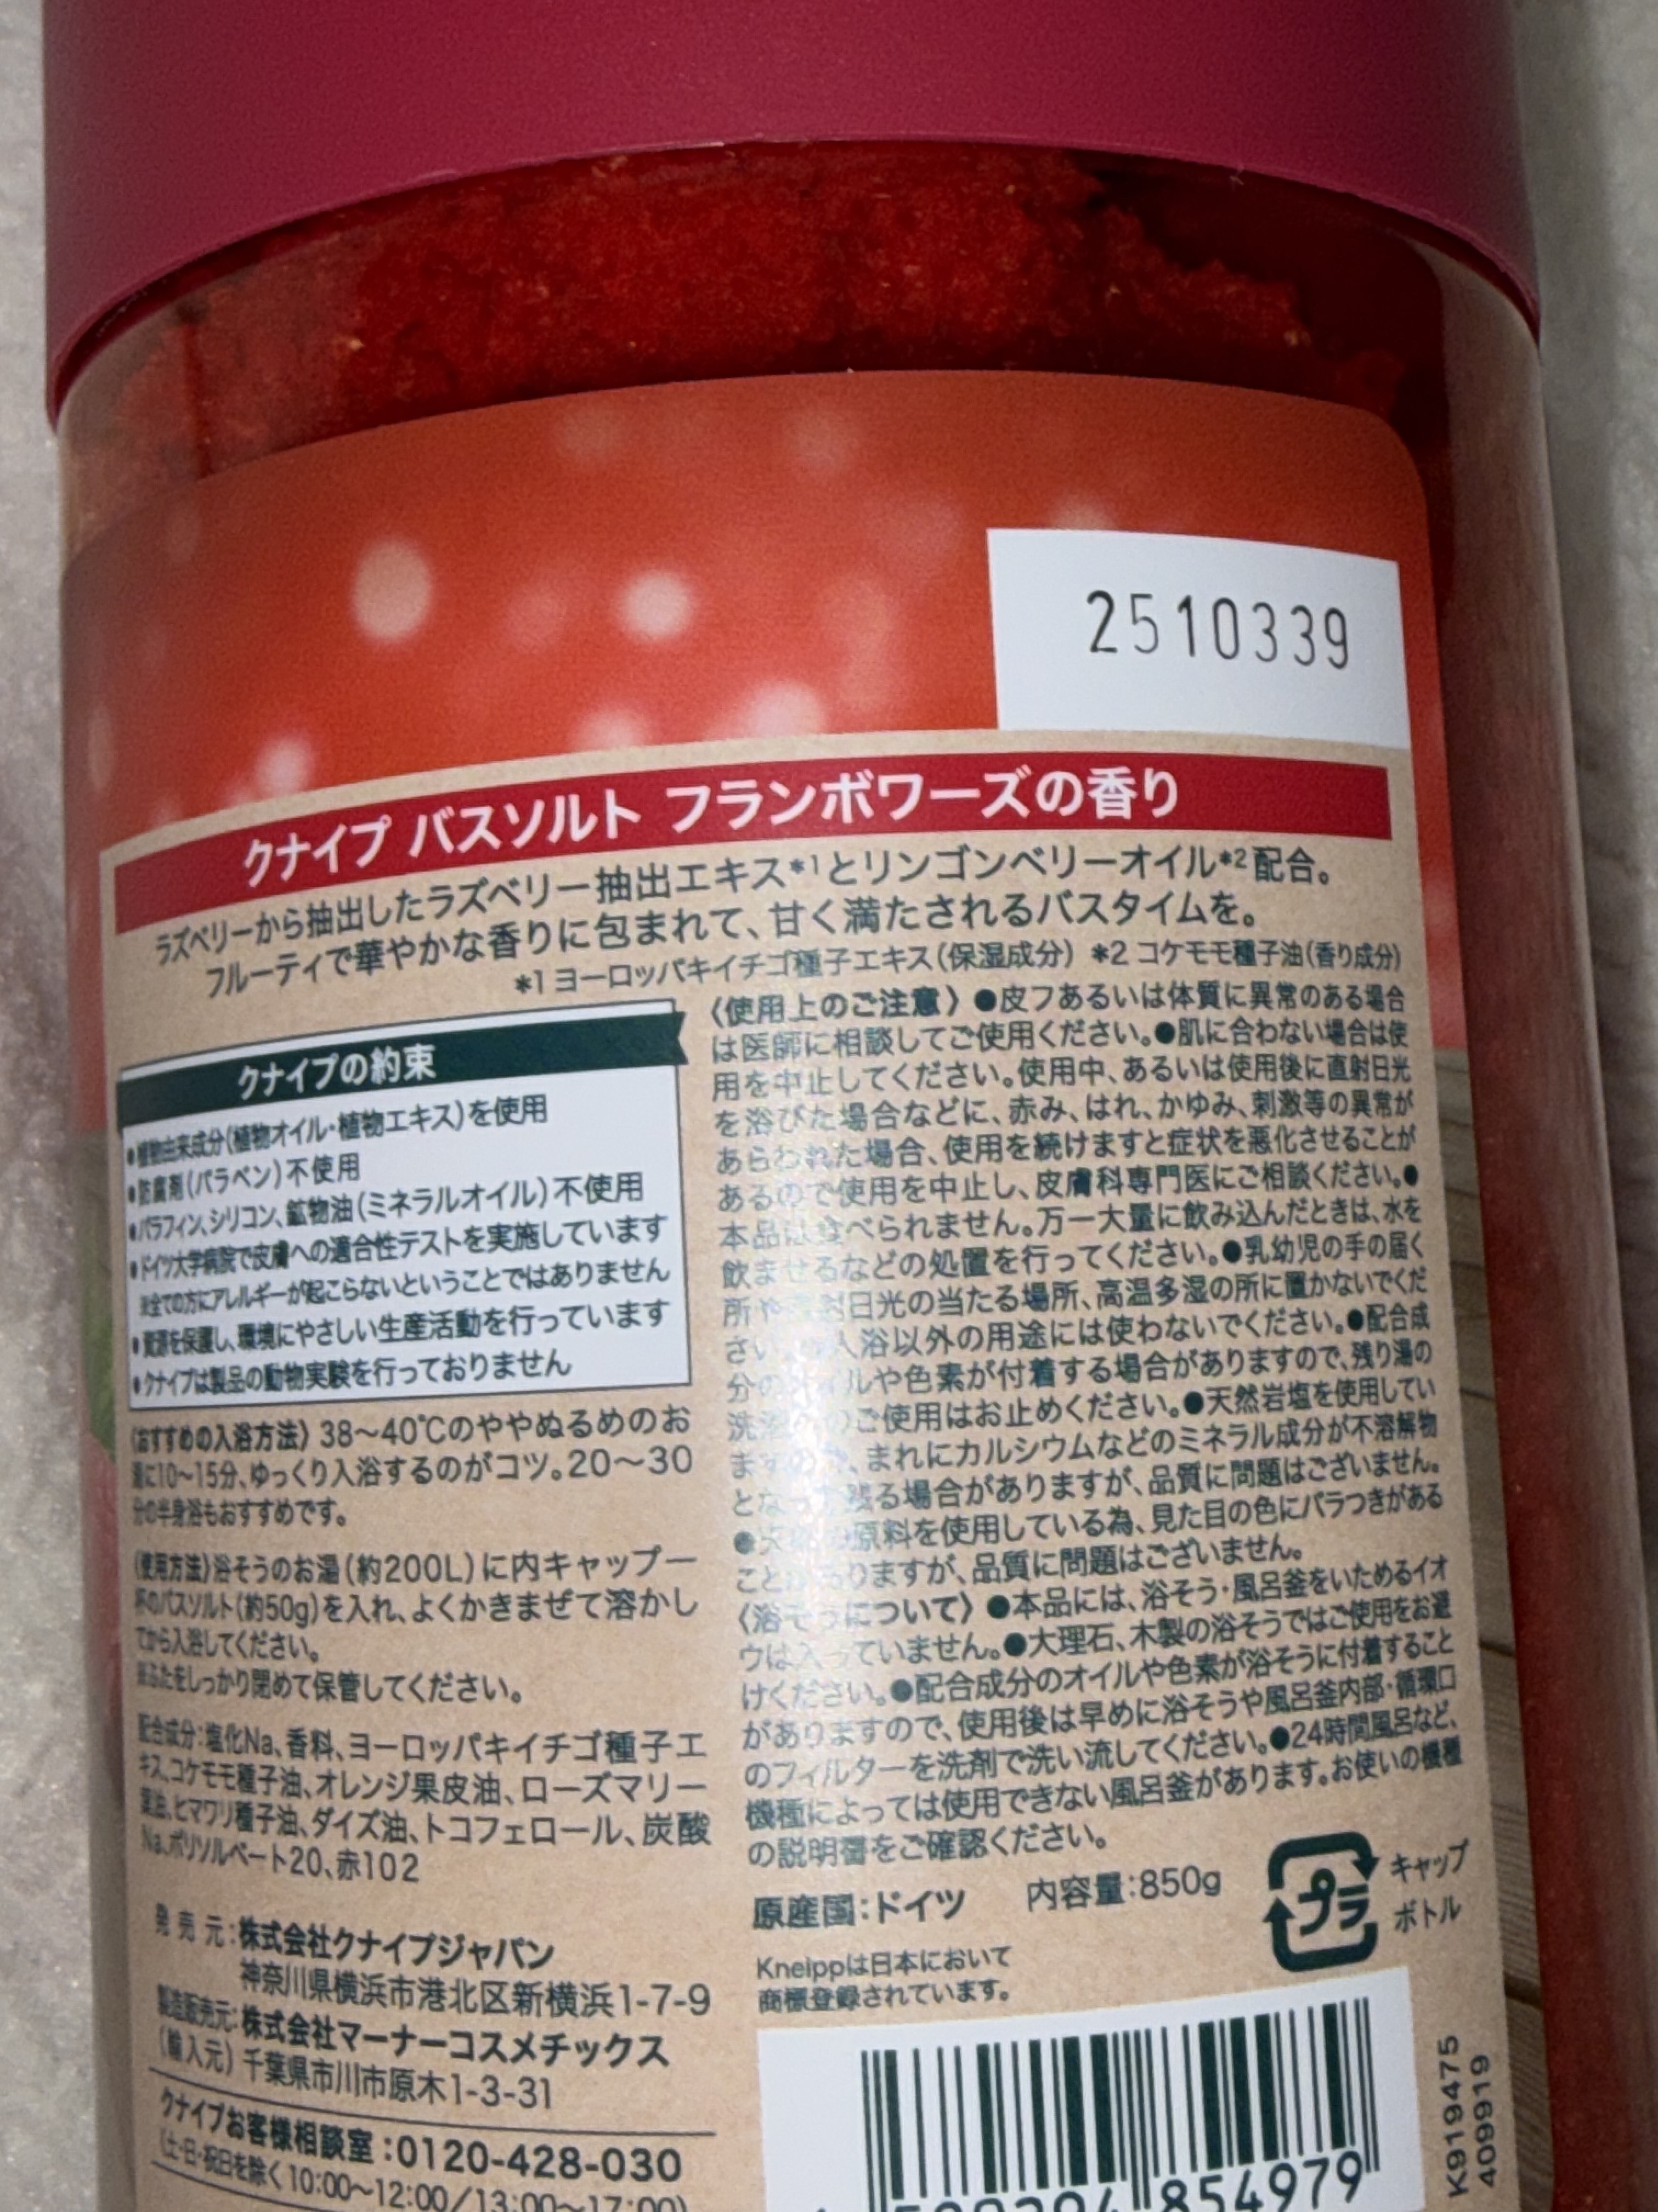 2510339
クナイプ バスソルト フランボワーズの香り
ラズベリーから抽出したラズベリー抽出エキス*1とリンゴンベリーオイル*2配合。
フルーティで華やかな香りに包まれて、甘く満たされるバスタイムを。
*1 ヨーロッパキイチゴ種子エキス(保湿成分) *2 コケモモ種子油(香り成分)
クナイプの約束
●植物由来成分(植物オイル・植物エキス)を使用
●防腐剤(パラベン)不使用
●パラフィン、シリコン、鉱物油(ミネラルオイル)不使用
●ドイツ大学病院で皮膚への適合性テストを実施しています
※全ての方にアレルギーが起こらないということではありません
●資源を保護し、環境にやさしい生産活動を行っています
●クナイプは製品の動物実験を行っておりません
〈おすすめの入浴方法〉38〜40℃のややぬるめのお
湯に10〜15分、ゆっくり入浴するのがコツ。20〜30
分の半身浴もおすすめです。
〈使用方法〉浴そうのお湯(約200L)に内キャップ一
杯のバスソルト(約50g)を入れ、よくかきまぜて溶かし
てから入浴してください。
※ふたをしっかり閉めて保管してください。
配合成分:塩化Na、香料、ヨーロッパキイチゴ種子エ
キス、コケモモ種子油、オレンジ果皮油、ローズマリー
葉油、ヒマワリ種子油、ダイズ油、トコフェロール、炭酸
Na、ポリソルベート20、赤102
発売元:株式会社クナイプジャパン
神奈川県横浜市港北区新横浜1-7-9
製造販売元:株式会社マーナーコスメチックス
(輸入元)千葉県市川市原木1-3-31
クナイプお客様相談室:0120-428-030
(土・日・祝日を除く10:00〜12:00/13:00〜17:00)
〈使用上のご注意〉●皮フあるいは体質に異常のある場合
は医師に相談してご使用ください。●肌に合わない場合は使
用を中止してください。使用中、あるいは使用後に直射日光
を浴びた場合などに、赤み、はれ、かゆみ、刺激等の異常が
あらわれた場合、使用を続けますと症状を悪化させることが
あるので使用を中止し、皮膚科専門医にご相談ください。●
本品は食べられません。万一大量に飲み込んだときは、水を
飲ませるなどの処置を行ってください。●乳幼児の手の届く
所や直射日光の当たる場所、高温多湿の所に置かないでくだ
さい。●入浴以外の用途には使わないでください。●配合成
分のオイルや色素が付着する場合がありますので、残り湯の
洗濯へのご使用はお止めください。●天然岩塩を使用してい
ますので、まれにカルシウムなどのミネラル成分が不溶解物
となって残る場合がありますが、品質に問題はございません。
●天然の原料を使用している為、見た目の色にバラつきがある
ことがありますが、品質に問題はございません。
〈浴そうについて〉●本品には、浴そう・風呂釜をいためるイオ
ウは入っていません。●大理石、木製の浴そうではご使用をお避
けください。●配合成分のオイルや色素が浴そうに付着すること
がありますので、使用後は早めに浴そうや風呂釜内部・循環口
のフィルターを洗剤で洗い流してください。●24時間風呂など、
機種によっては使用できない風呂釜があります。お使いの機種
の説明書をご確認ください。
原産国:ドイツ 内容量:850g
プラ
キャップ
ボトル
Kneippは日本において
商標登録されています。
854979
K919475
409919